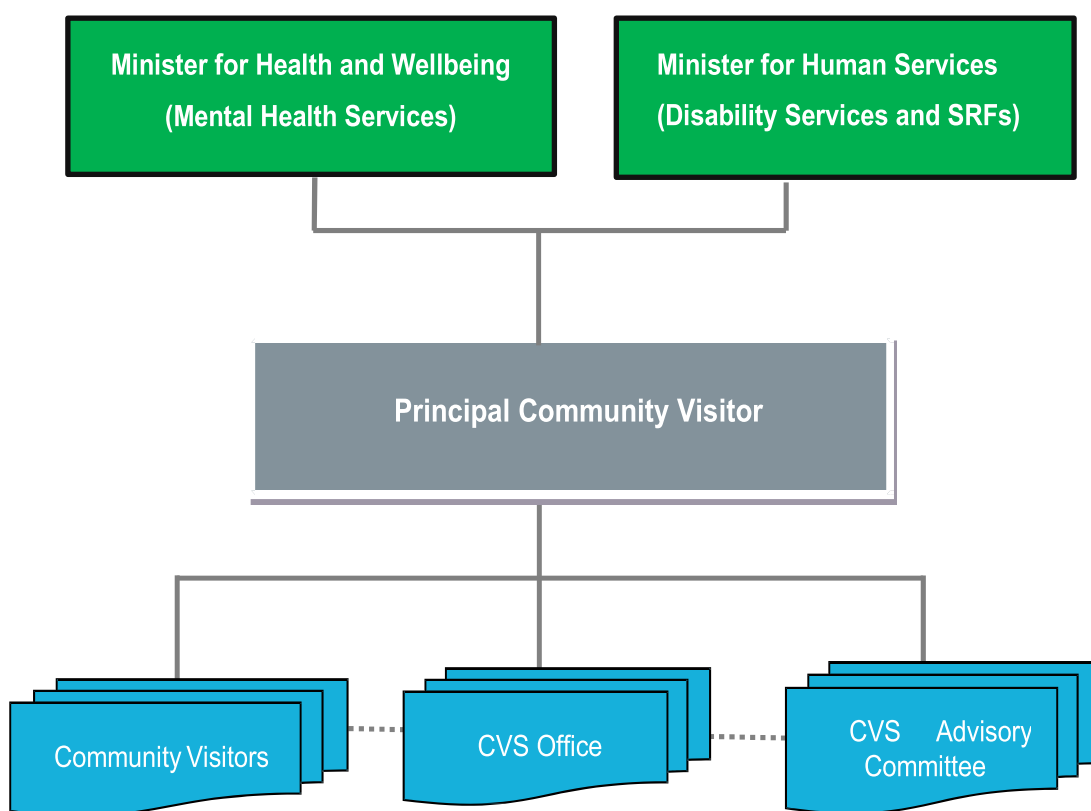 Minister for Health and Wellbeing
(Mental Health Services)
Minister for Human Services
(Disability Services and SRFs)
Principal Community Visitor
Community Visitors
CVS Office
CVS Advisory
Committee